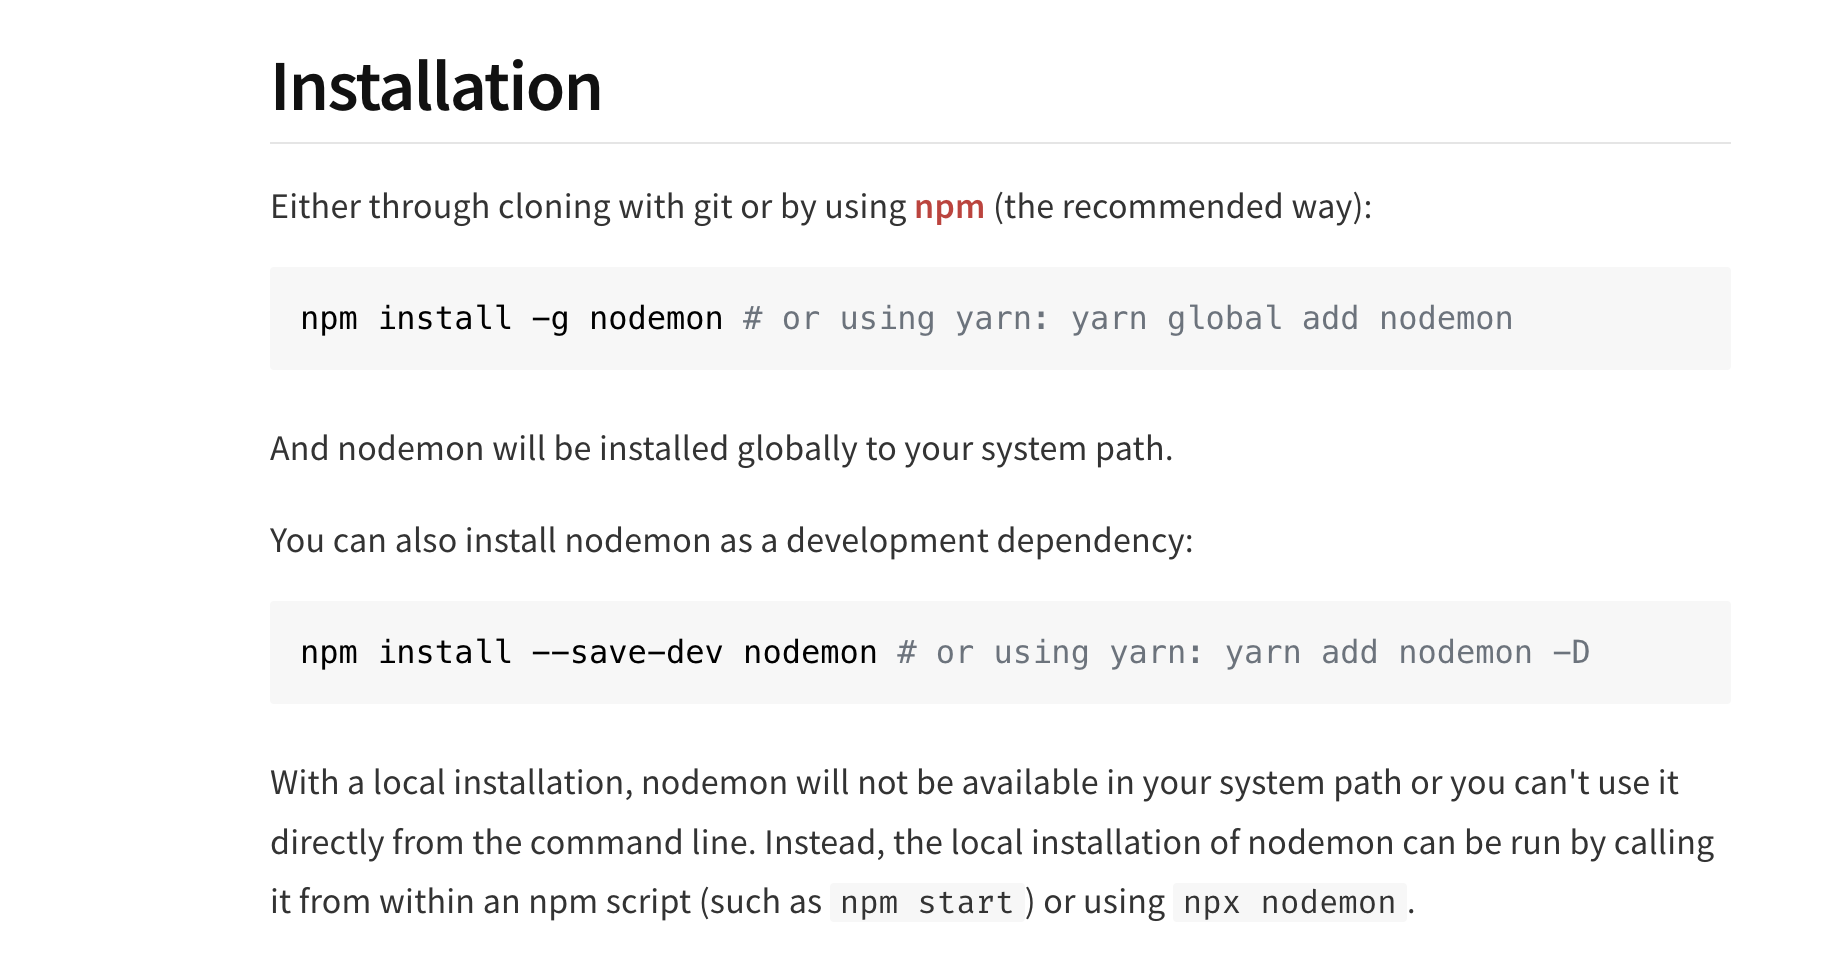 Installation
Either through cloning with git or by using npm (the recommended way):
npm install -g nodemon # or using yarn: yarn global add nodemon
And nodemon will be installed globally to your system path.
You can also install nodemon as a development dependency:
npm install --save-dev nodemon # or using yarn: yarn add nodemon -D
With a local installation, nodemon will not be available in your system path or you can't use it
directly from the command line. Instead, the local installation of nodemon can be run by calling
it from within an npm script (such as npm start) or using npx nodemon.